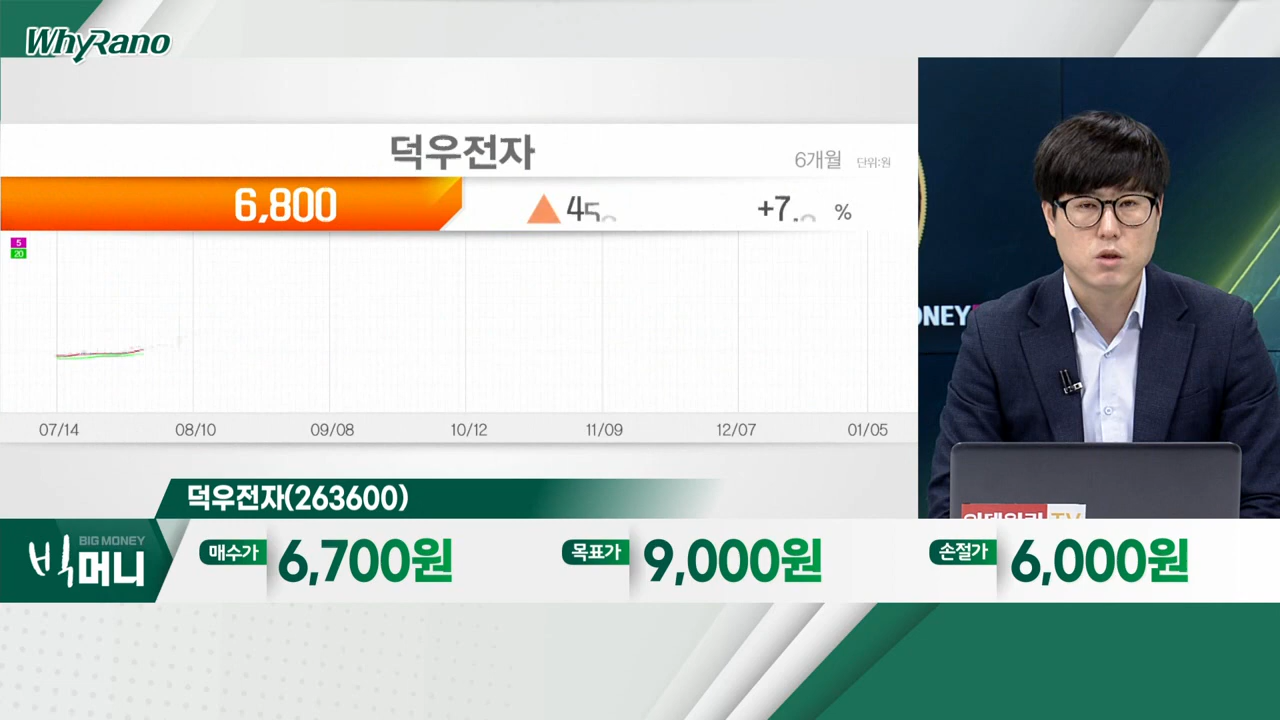 WhyRano
덕우전자
6개월 단위:원
6,800
▲
+7. %
5
20
07/14 08/10 09/08 10/12 11/09 12/07 01/05
ONEY
덕우전자(263600)
BIG MONEY
빅머니
매수가 6,700원
목표가 9,000원
손절가 6,000원